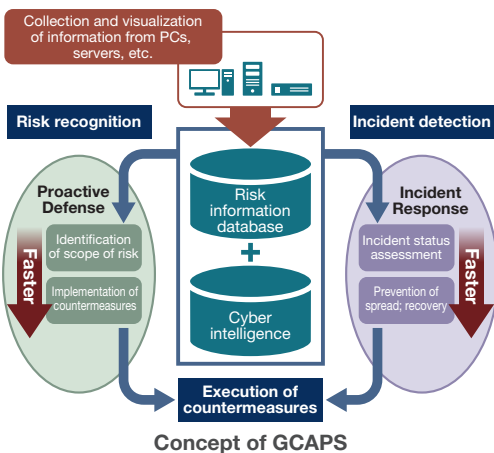 Collection and visualization
of information from PCs,
servers, etc.
Risk recognition
Incident detection
Proactive
Defense
Identification
of scope of risk
Implementation of
countermeasures
Faster
Risk
information
database
+
Cyber
intelligence
Incident
Response
Incident status
assessment
Prevention of
spread; recovery
Faster
Execution of
countermeasures
Concept of GCAPS